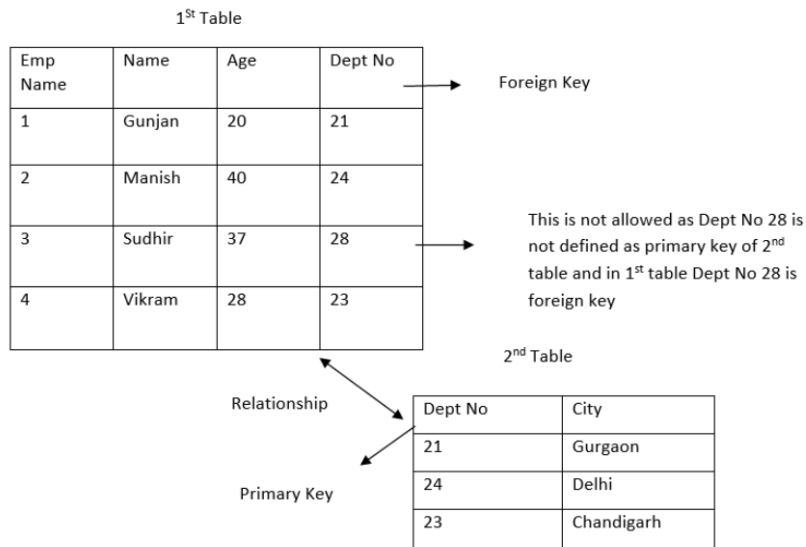 1St Table
Emp Name Name Age Dept No
Foreign Key
1 Gunjan 20 21
2 Manish 40 24
3 Sudhir 37 28
This is not allowed as Dept No 28 is
not defined as primary key of 2nd
table and in 1st table Dept No 28 is
foreign key
4 Vikram 28 23
2nd Table
Relationship
Dept No City
21 Gurgaon
24 Delhi
23 Chandigarh
Primary Key